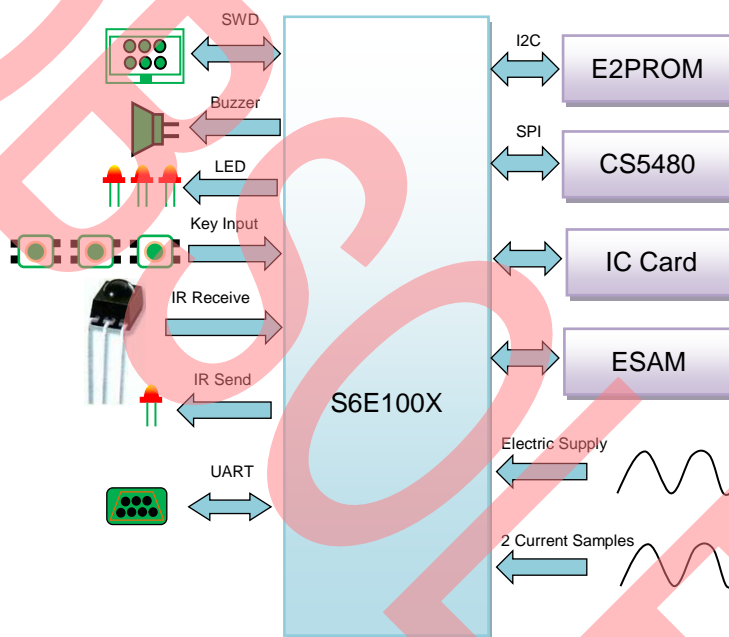 SWD
Buzzer
LED
Key Input
IR Receive
IR Send
UART
S6E100X
I2C
E2PROM
SPI
CS5480
IC Card
ESAM
Electric Supply
2 Current Samples